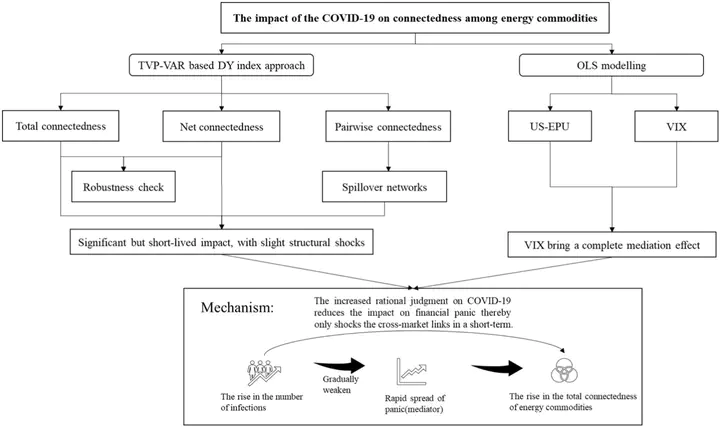 The impact of the COVID-19 on connectedness among energy commodities
TVP-VAR based DY index approach
OLS modelling
Total connectedness
Net connectedness
Pairwise connectedness
US-EPU
VIX
Robustness check
Spillover networks
Significant but short-lived impact, with slight structural shocks
VIX bring a complete mediation effect
Mechanism:
The increased rational judgment on COVID-19
reduces the impact on financial panic thereby
only shocks the cross-market links in a short-term.
Gradually
weaken
The rise in the number
of infections
Rapid spread of
panic(mediator)
The rise in the total connectedness
of energy commodities